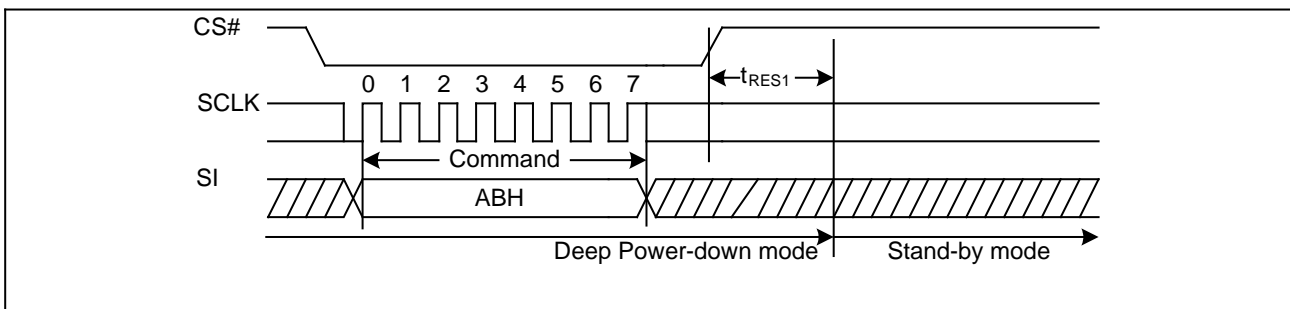 CS#
tRES1
0 1 2 3 4 5 6 7
SCLK
Command
SI
ABH
Deep Power-down mode Stand-by mode